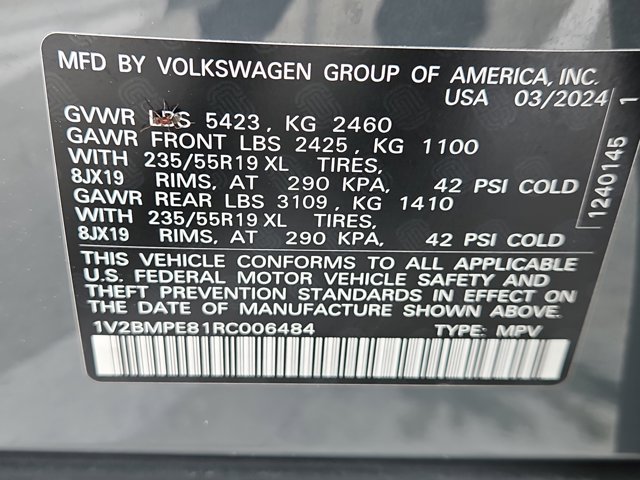 MFD BY VOLKSWAGEN GROUP OF AMERICA, INC.
USA 03/2024
GVWR LBS 5423, KG 2460
GAWR FRONT LBS 2425, KG 1100
WITH 235/55R19 XL TIRES,
8JX19 RIMS, AT 290 KPA, 42 PSI COLD
GAWR REAR LBS 3109, KG 1410
WITH 235/55R19 XL TIRES,
8JX19 RIMS, AT 290 KPA, 42 PSI COLD
THIS VEHICLE CONFORMS TO ALL APPLICABLE
U.S. FEDERAL MOTOR VEHICLE SAFETY AND
THEFT PREVENTION STANDARDS IN EFFECT ON
THE DATE OF MANUFACTURE SHOWN ABOVE.
1V2BMPE81RC006484 TYPE: MPV
1240145 1